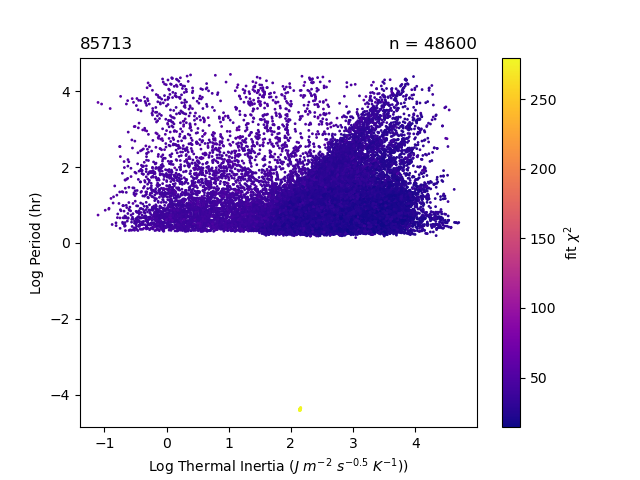 85713 n = 48600
4
2
0
−2
−4
Log Period (hr)
−1 0 1 2 3 4
Log Thermal Inertia (J m⁻² s⁻⁰·⁵ K⁻¹))
250
200
150
100
50
fit χ²